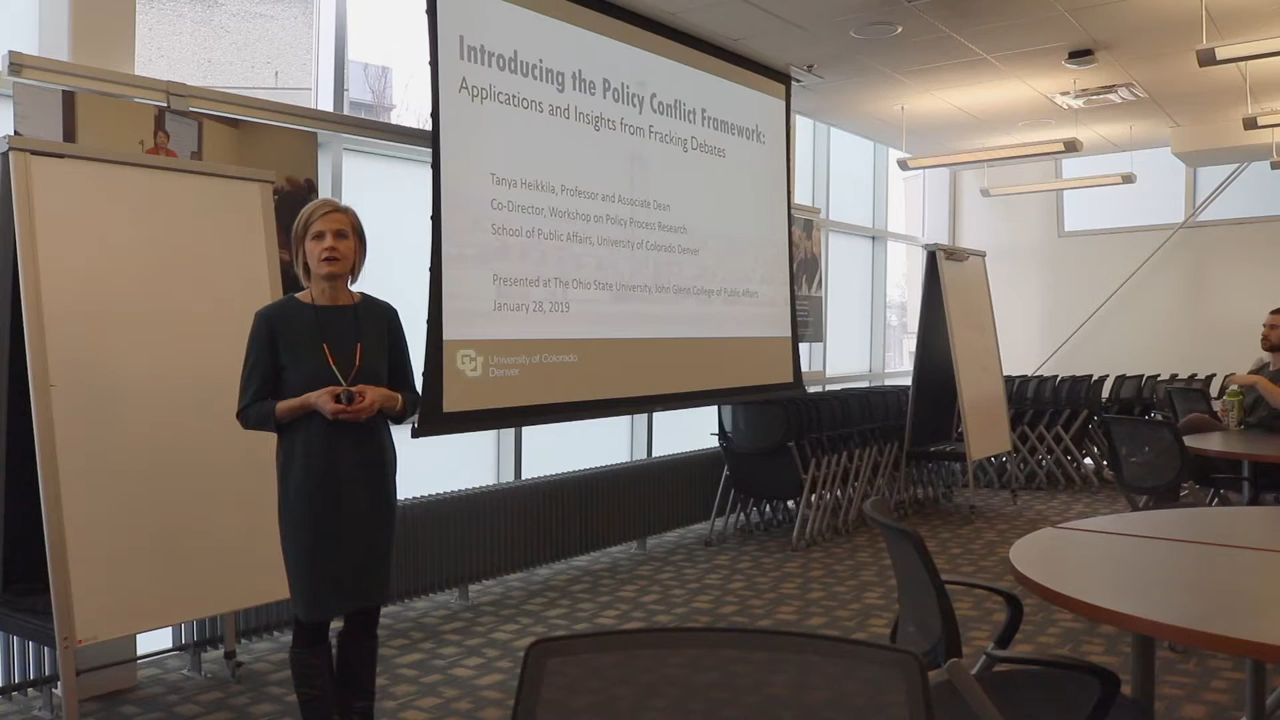 Introducing the Policy Conflict Framework:
Applications and Insights from Fracking Debates
Tanya Heikkila, Professor and Associate Dean
Co-Director, Workshop on Policy Process Research
School of Public Affairs, University of Colorado Denver
Presented at The Ohio State University, John Glenn College of Public Affairs
January 28, 2019
University of Colorado
Denver